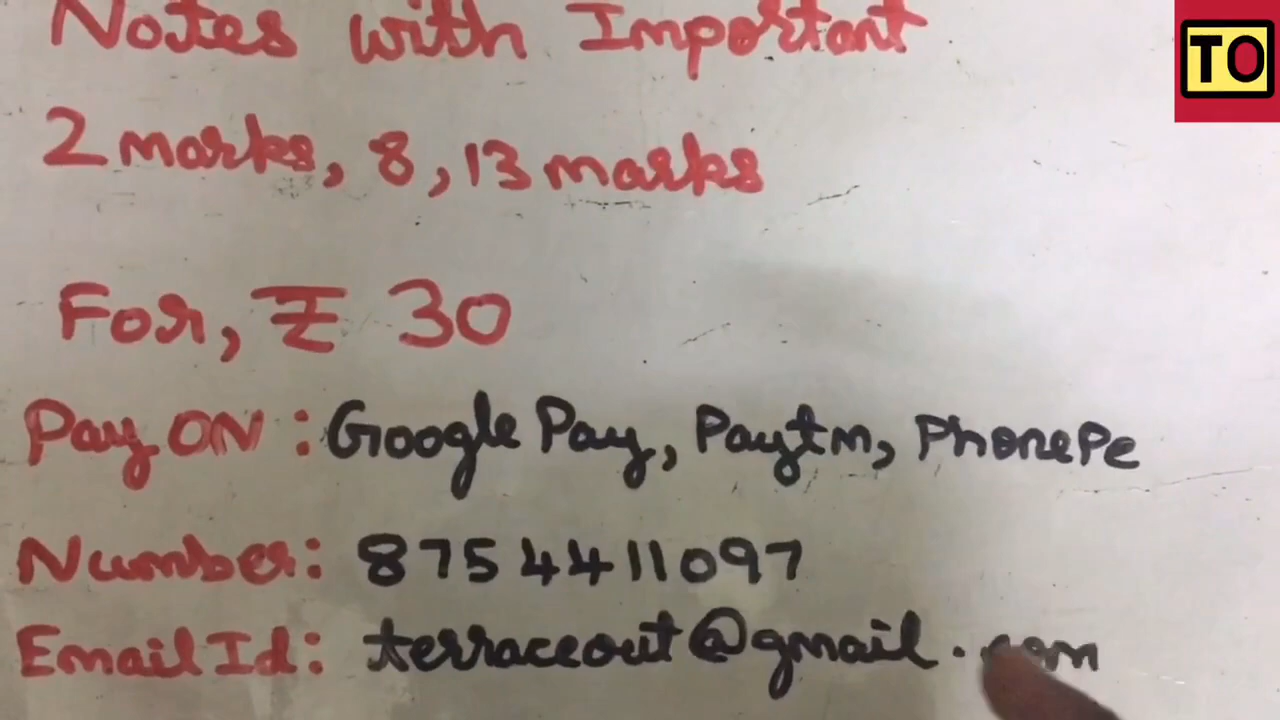 Notes with Important
TO
2 marks, 8, 13 marks
For, ₹ 30
Pay ON : Google Pay, Paytm, PhonePe
Number: 8754411097
Email Id: terraceout@gmail.com